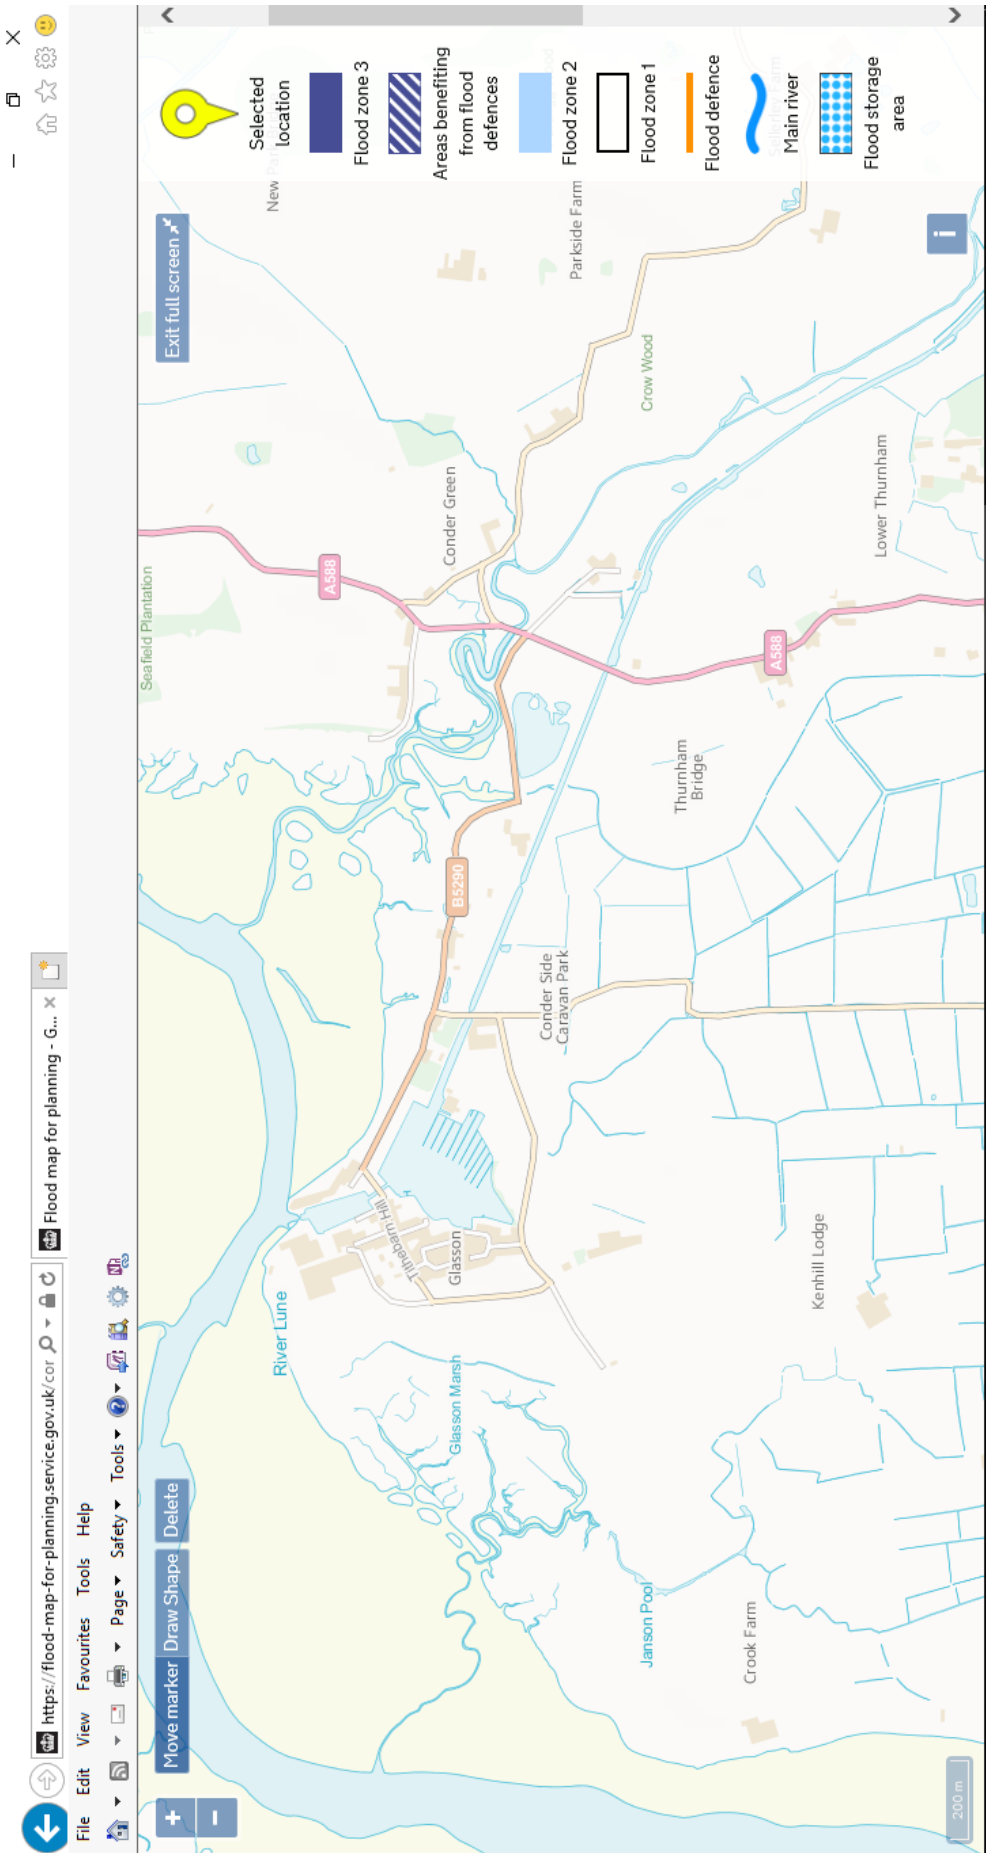 https://flood-map-for-planning.service.gov.uk/cor
Flood map for planning - G...
File Edit View Favourites Tools Help
Page Safety Tools
Move marker
Draw Shape
Delete
Exit full screen
+
−
Selected
location
Flood zone 3
Areas benefiting
from flood
defences
Flood zone 2
Flood zone 1
Flood defence
Main river
Flood storage
area
i
200 m
Seafield Plantation
A588
Conder Green
New Park
Parkside Farm
Crow Wood
Sellerley Farm
Lower Thurnham
A588
Thurnham
Bridge
B5290
Conder Side
Caravan Park
River Lune
Tithebarn Hill
Glasson
Glasson Marsh
Kenhill Lodge
Janson Pool
Crook Farm